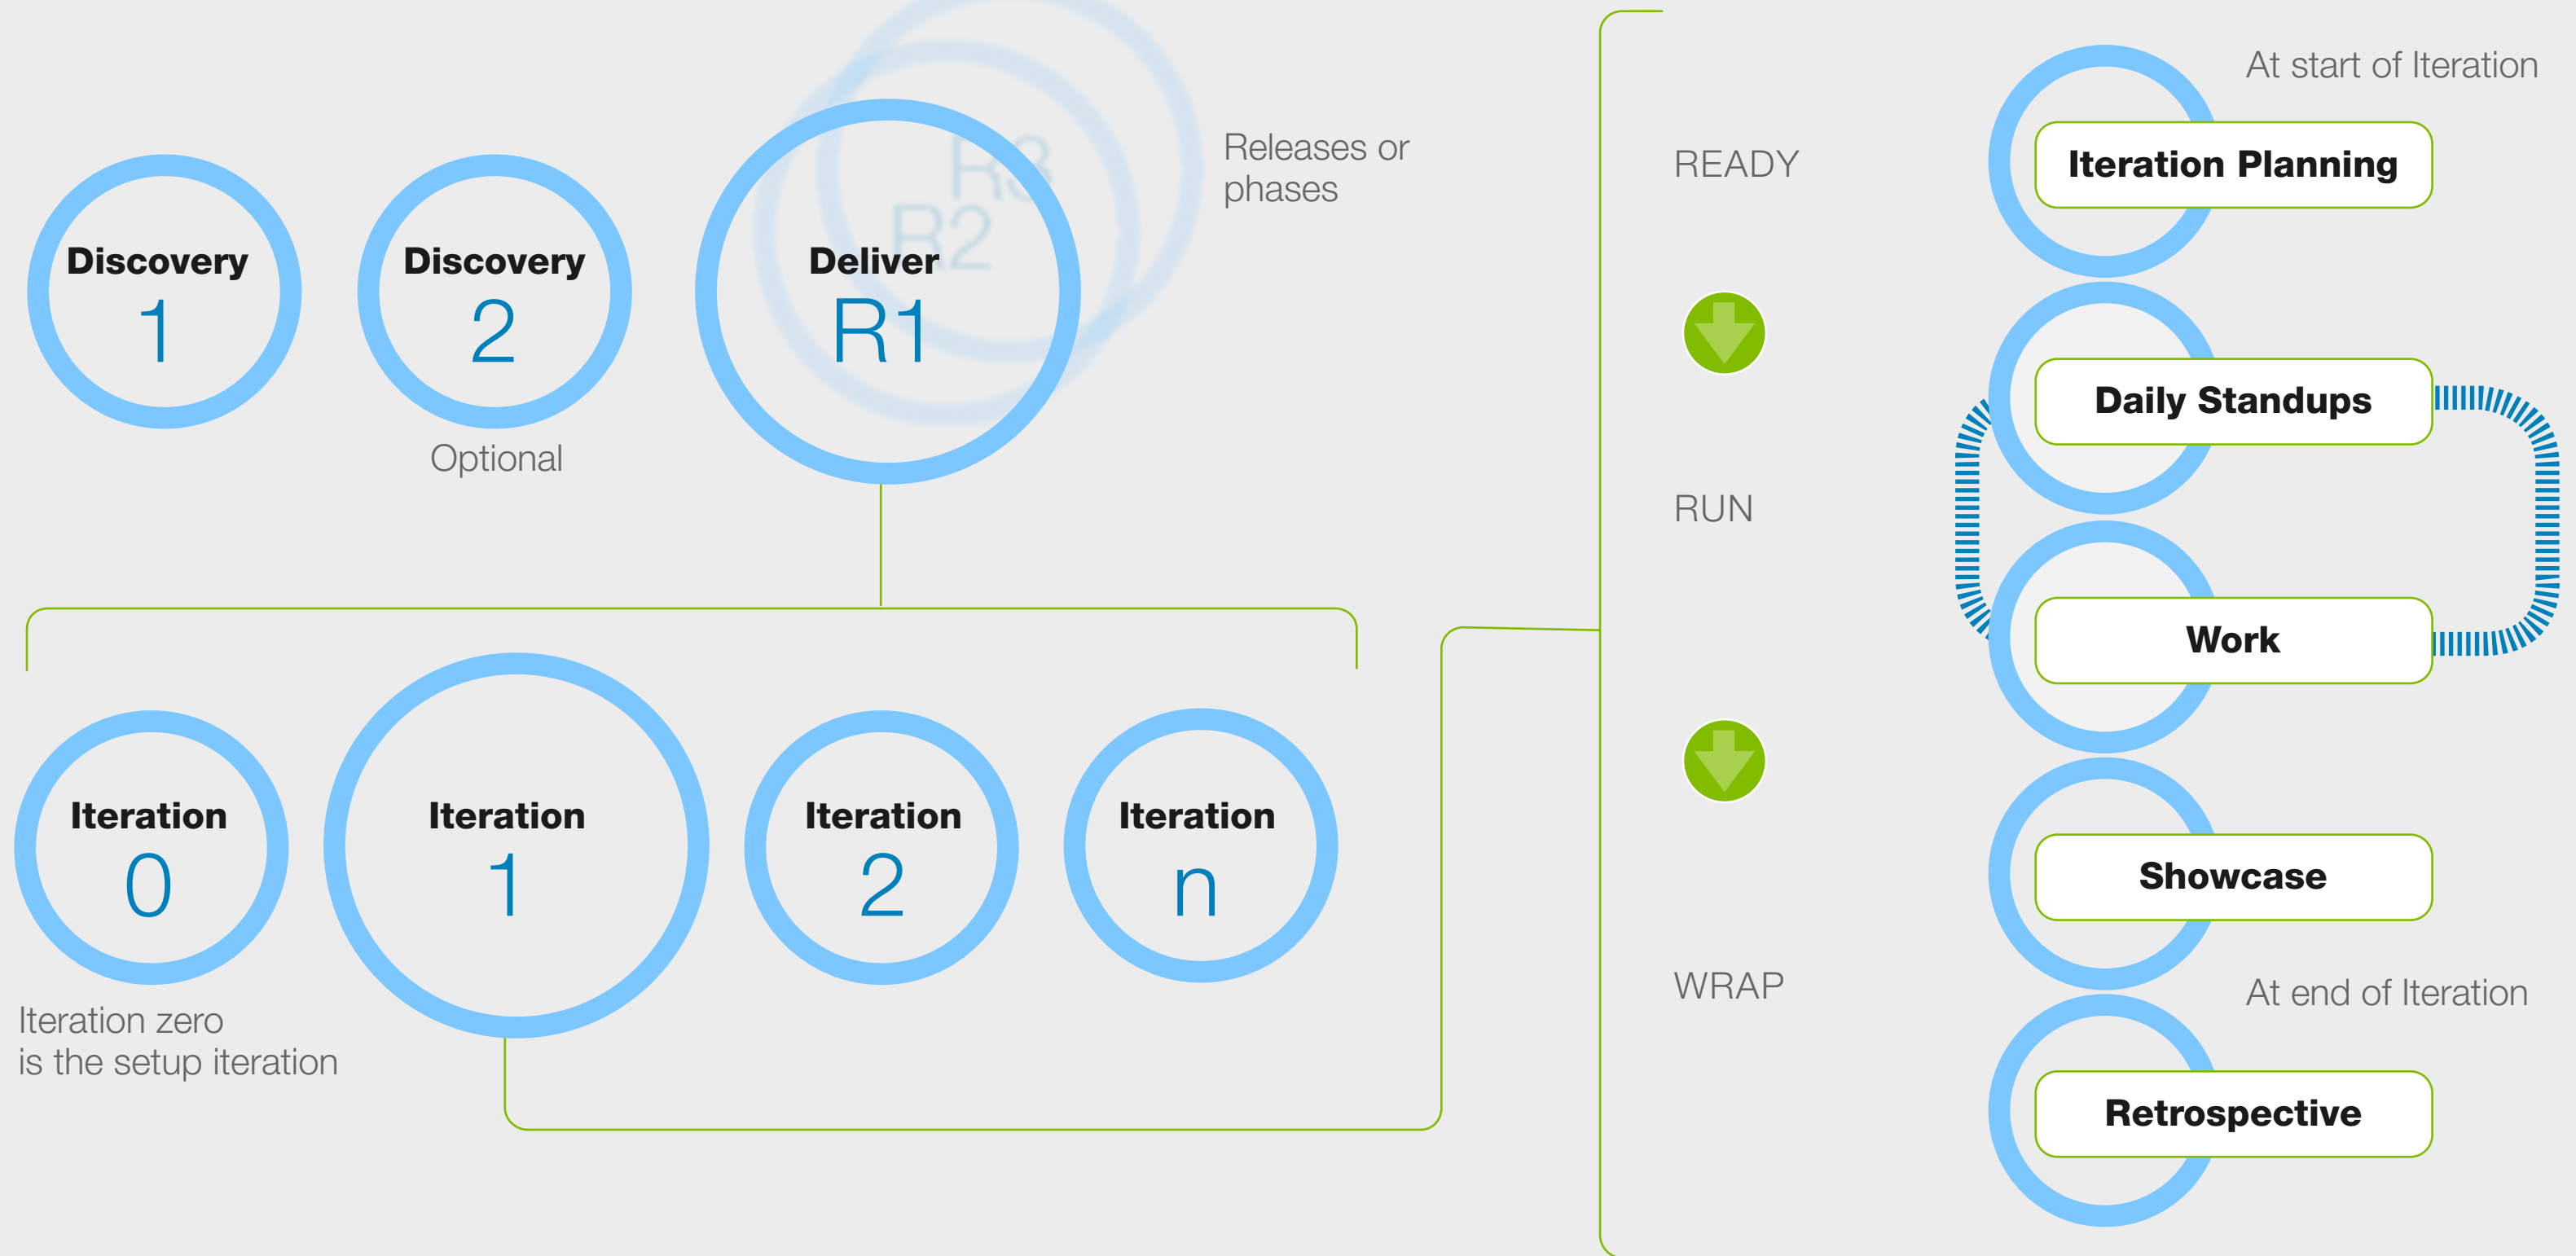 Discovery
1
Discovery
2
Optional
Deliver
R1
R2
R3
Releases or
phases
Iteration
0
Iteration zero
is the setup iteration
Iteration
1
Iteration
2
Iteration
n
READY
RUN
WRAP
At start of Iteration
Iteration Planning
Daily Standups
Work
Showcase
At end of Iteration
Retrospective